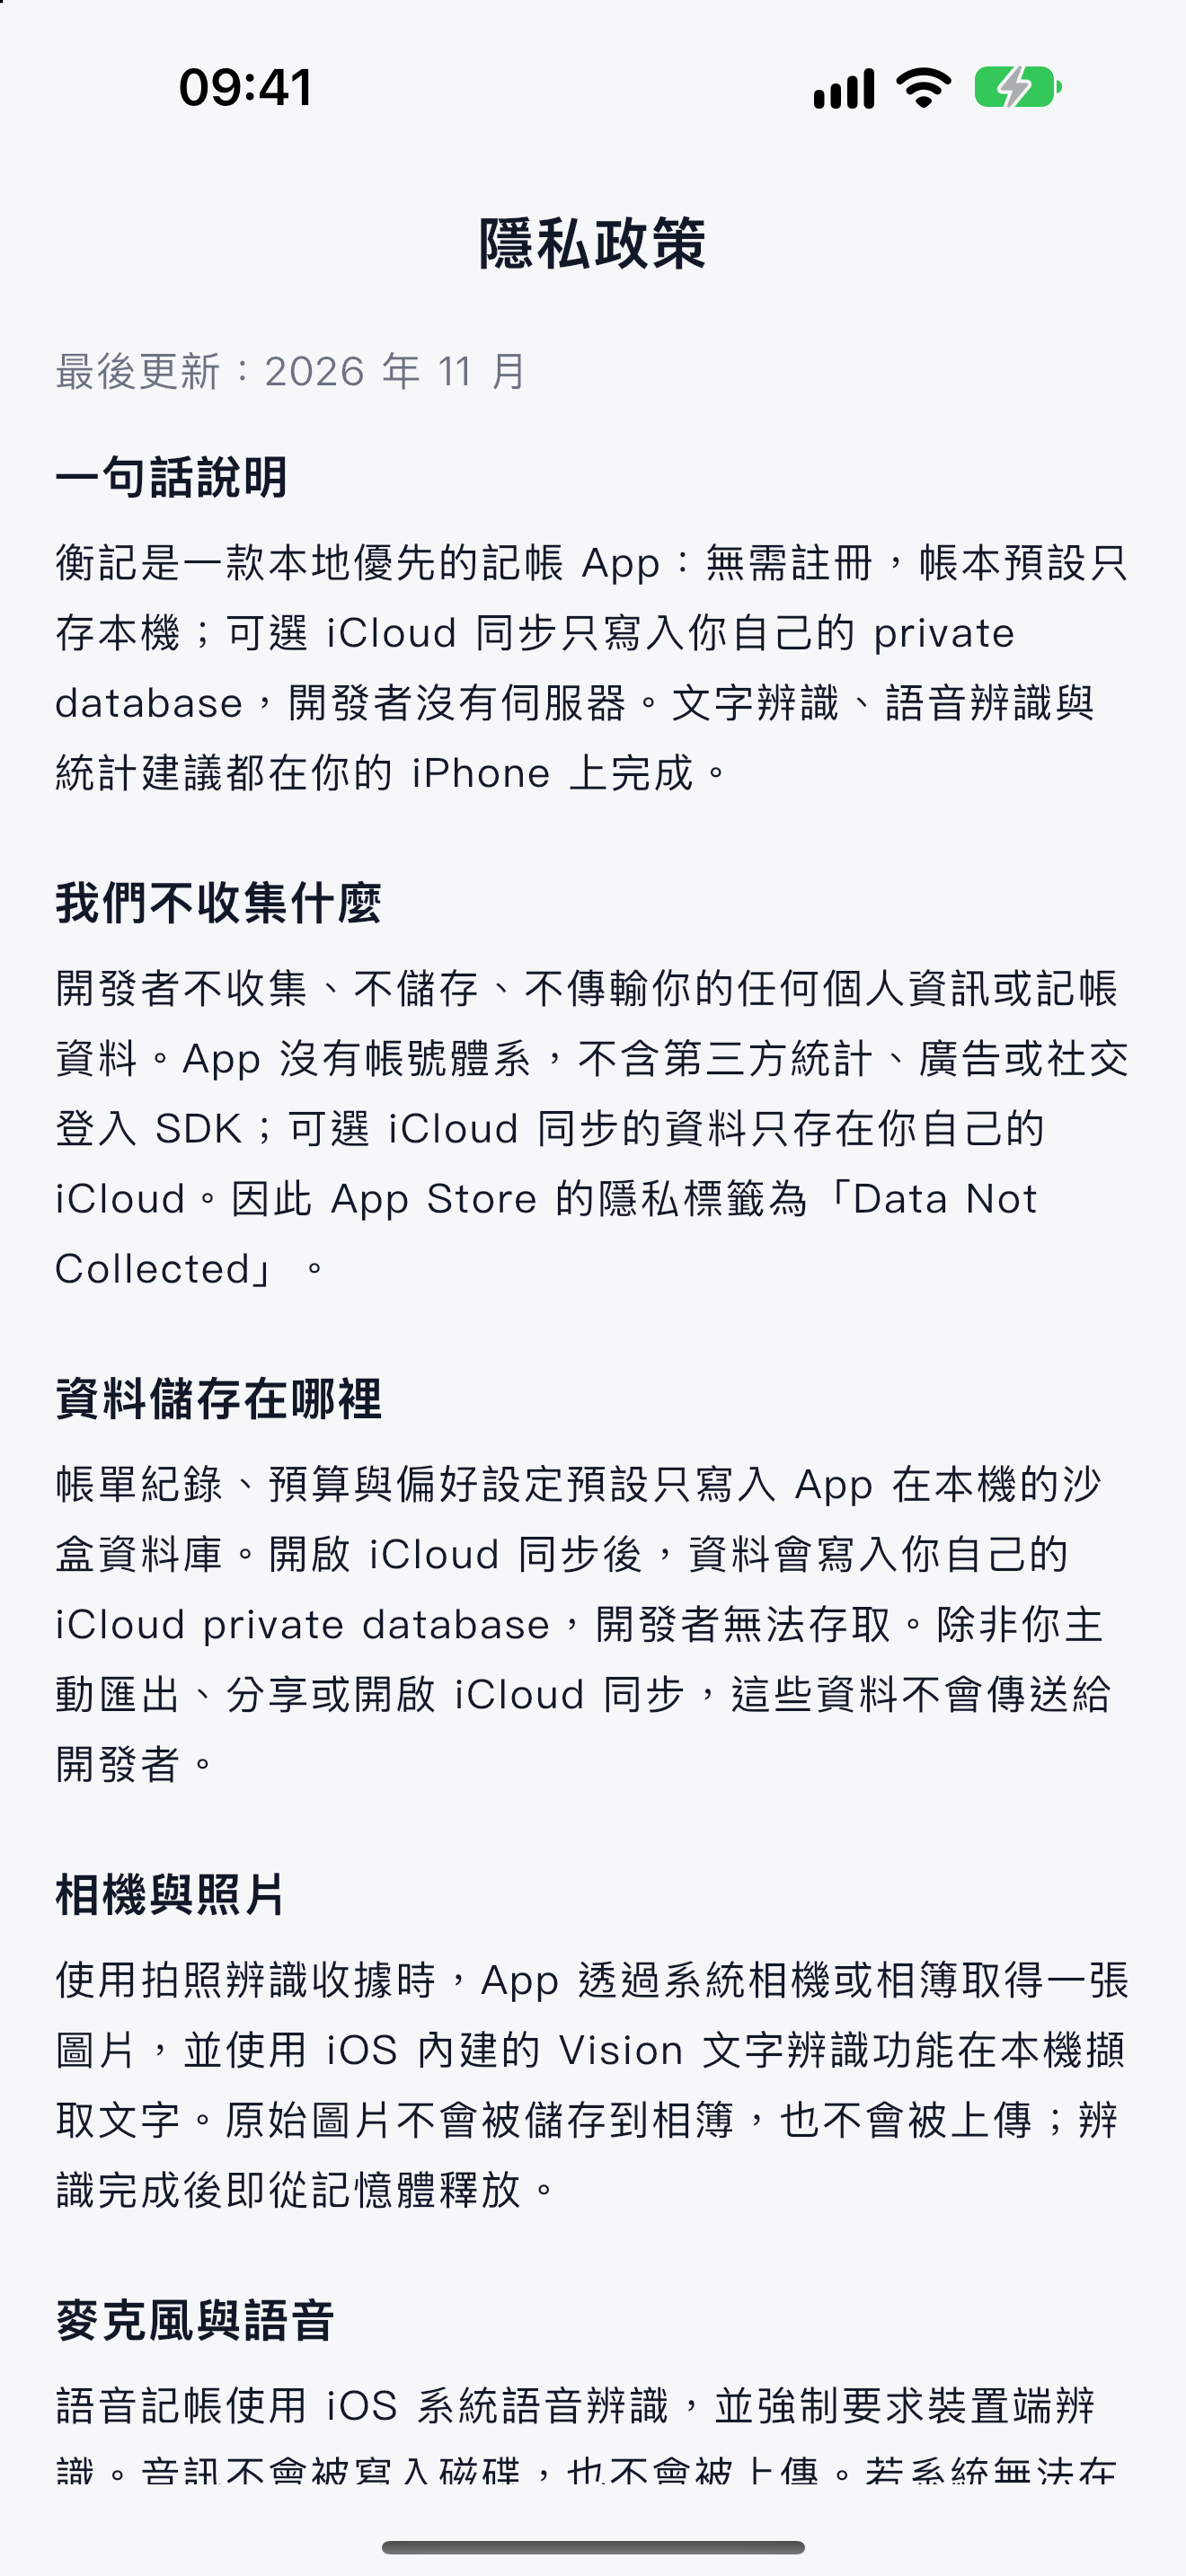 09:41
隱私政策
最後更新：2026 年 11 月
一句話說明
衡記是一款本地優先的記帳 App：無需註冊，帳本預設只
存本機；可選 iCloud 同步只寫入你自己的 private
database，開發者沒有伺服器。文字辨識、語音辨識與
統計建議都在你的 iPhone 上完成。
我們不收集什麼
開發者不收集、不儲存、不傳輸你的任何個人資訊或記帳
資料。App 沒有帳號體系，不含第三方統計、廣告或社交
登入 SDK；可選 iCloud 同步的資料只存在你自己的
iCloud。因此 App Store 的隱私標籤為「Data Not
Collected」。
資料儲存在哪裡
帳單紀錄、預算與偏好設定預設只寫入 App 在本機的沙
盒資料庫。開啟 iCloud 同步後，資料會寫入你自己的
iCloud private database，開發者無法存取。除非你主
動匯出、分享或開啟 iCloud 同步，這些資料不會傳送給
開發者。
相機與照片
使用拍照辨識收據時，App 透過系統相機或相簿取得一張
圖片，並使用 iOS 內建的 Vision 文字辨識功能在本機擷
取文字。原始圖片不會被儲存到相簿，也不會被上傳；辨
識完成後即從記憶體釋放。
麥克風與語音
語音記帳使用 iOS 系統語音辨識，並強制要求裝置端辨
識。音訊不會被寫入磁碟，也不會被上傳。若系統無法在